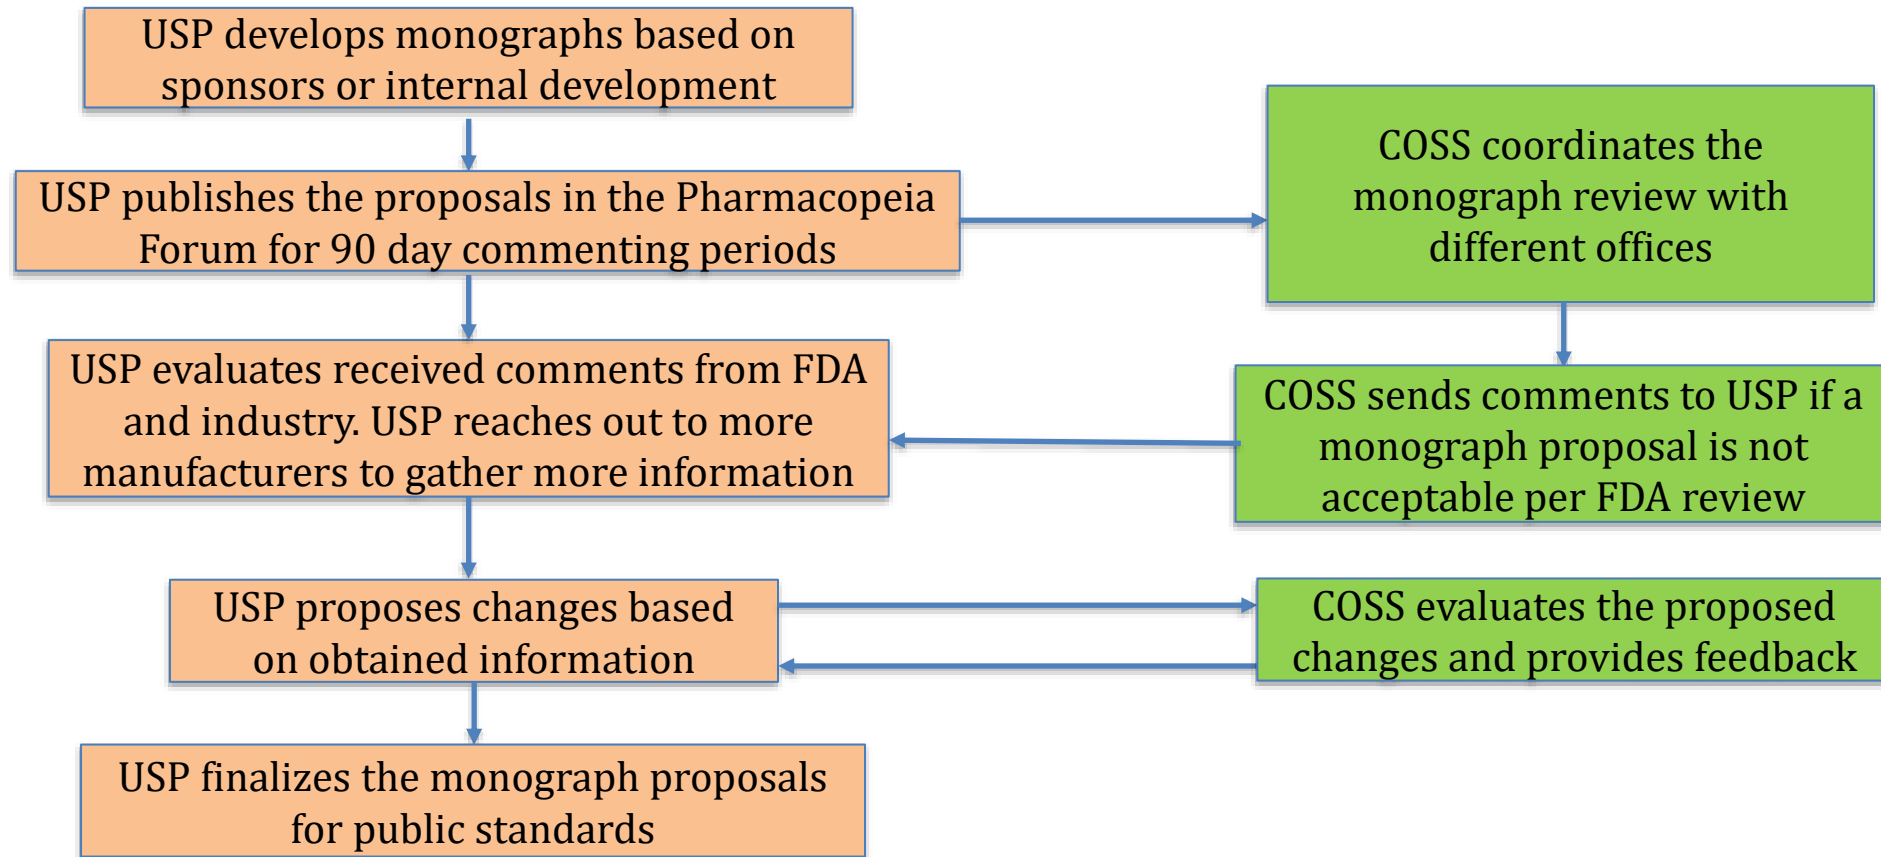 USP develops monographs based on
sponsors or internal development
USP publishes the proposals in the Pharmacopeia
Forum for 90 day commenting periods
COSS coordinates the
monograph review with
different offices
USP evaluates received comments from FDA
and industry. USP reaches out to more
manufacturers to gather more information
COSS sends comments to USP if a
monograph proposal is not
acceptable per FDA review
USP proposes changes based
on obtained information
COSS evaluates the proposed
changes and provides feedback
USP finalizes the monograph proposals
for public standards